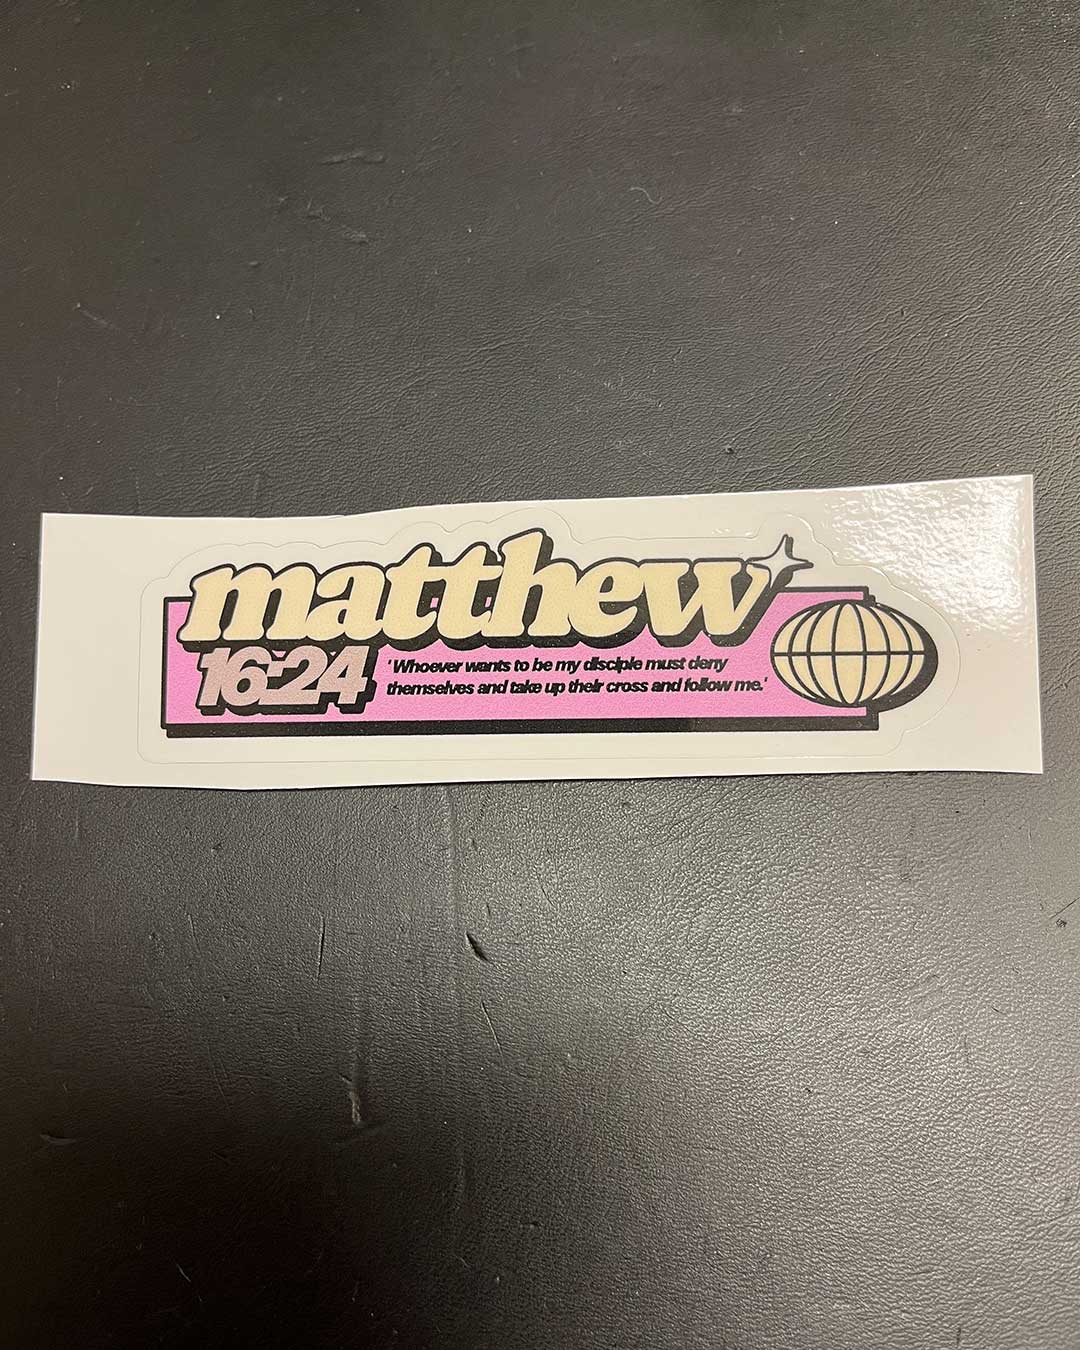 matthew
16:24
'Whoever wants to be my disciple must deny
themselves and take up their cross and follow me.'